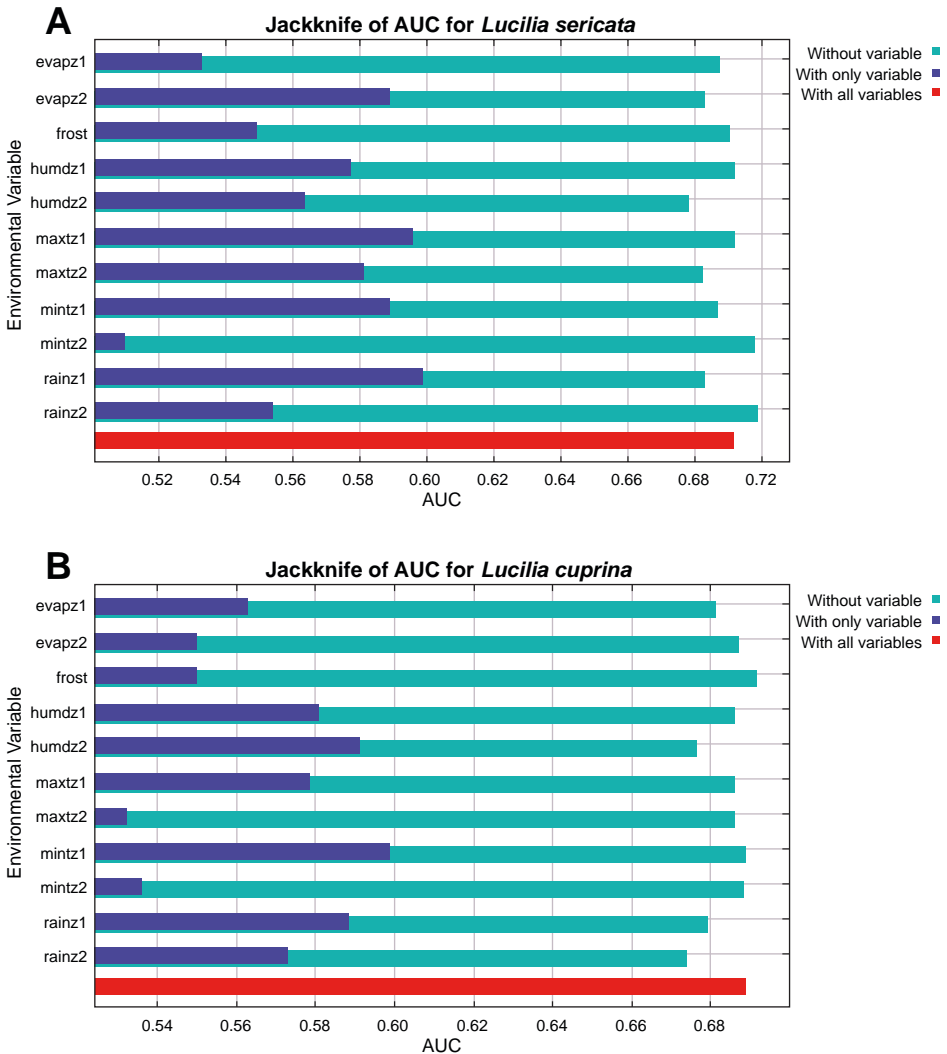 A
Jackknife of AUC for Lucilia sericata
Environmental Variable
evapz1
evapz2
frost
humdz1
humdz2
maxtz1
maxtz2
mintz1
mintz2
rainz1
rainz2
Without variable
With only variable
With all variables
0.52 0.54 0.56 0.58 0.60 0.62 0.64 0.66 0.68 0.72
AUC
B
Jackknife of AUC for Lucilia cuprina
Environmental Variable
evapz1
evapz2
frost
humdz1
humdz2
maxtz1
maxtz2
mintz1
mintz2
rainz1
rainz2
Without variable
With only variable
With all variables
0.54 0.56 0.58 0.60 0.62 0.64 0.66 0.68
AUC